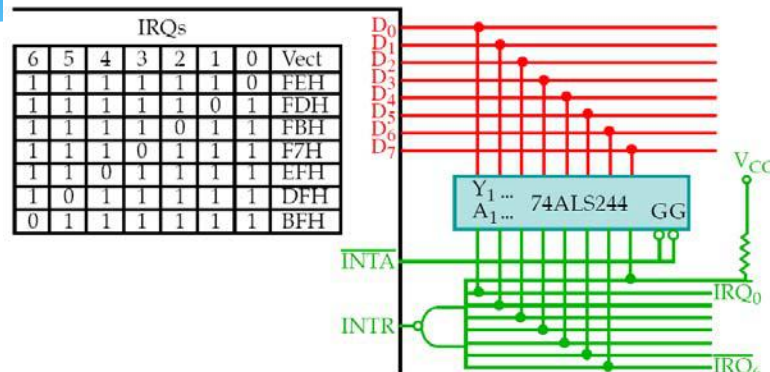 IRQs
6 5 4 3 2 1 0 Vect
1 1 1 1 1 1 0 FEH
1 1 1 1 1 0 1 FDH
1 1 1 1 0 1 1 FBH
1 1 1 0 1 1 1 F7H
1 1 0 1 1 1 1 EFH
1 0 1 1 1 1 1 DFH
0 1 1 1 1 1 1 BFH
D0
D1
D2
D3
D4
D5
D6
D7
VCC
Y1 ...
A1 ... 74ALS244 GG
INTA
IRQ0
INTR
IRQ6